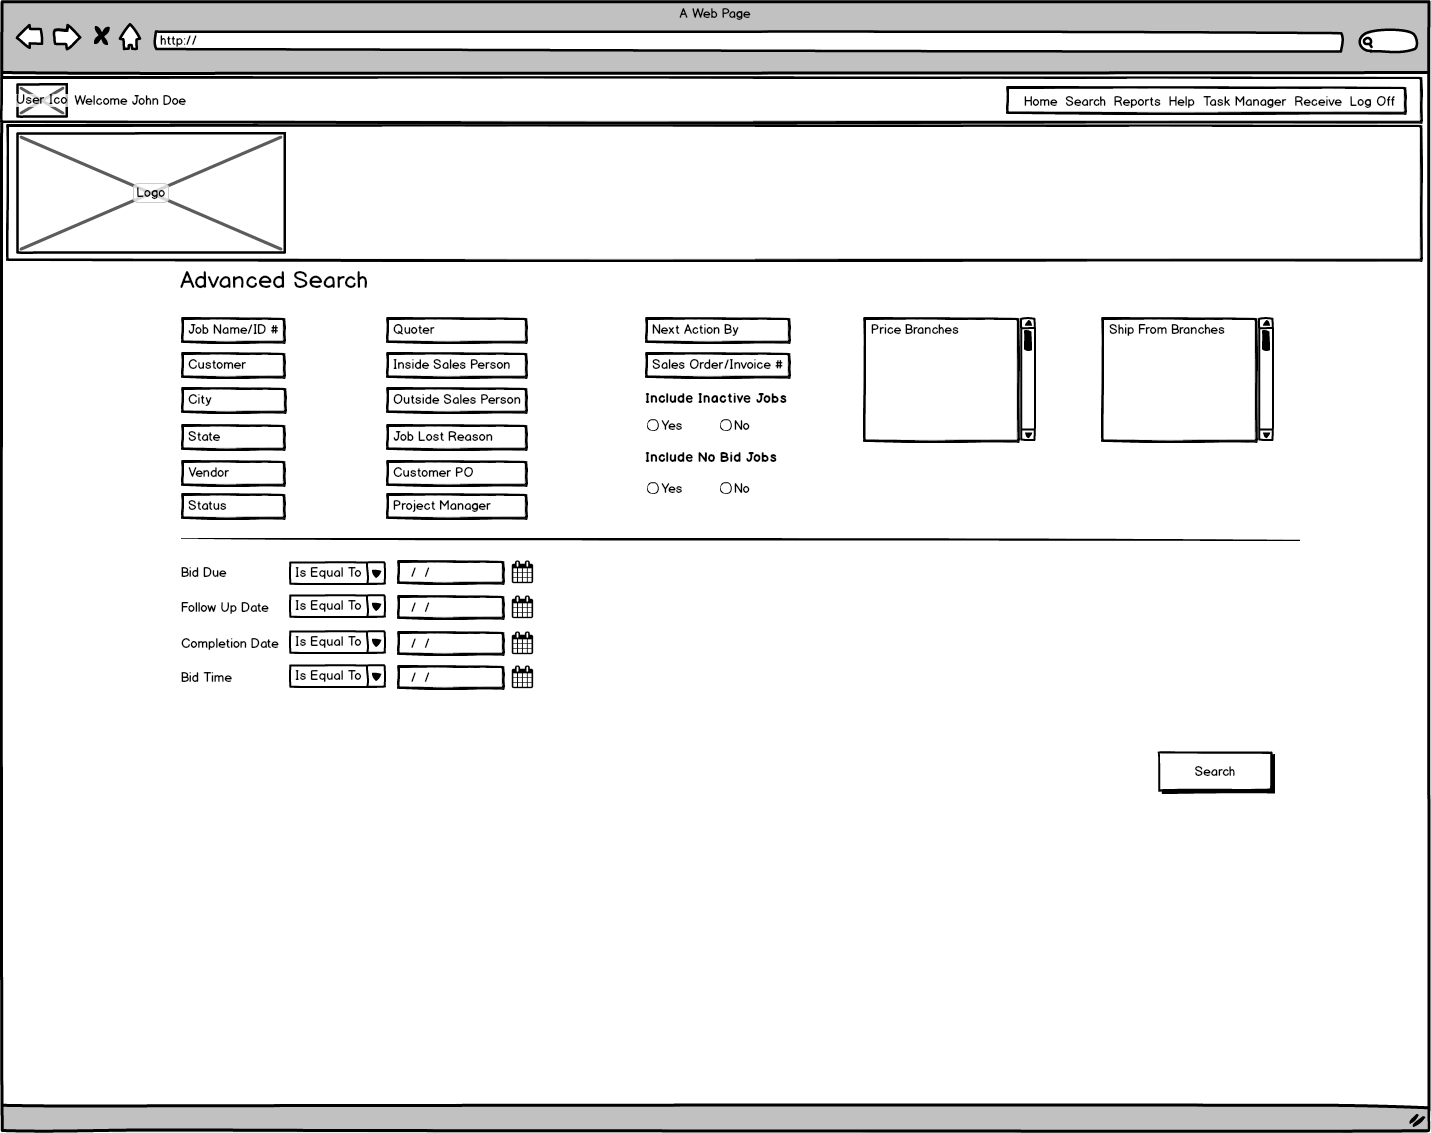 A Web Page
http://
User Ico Welcome John Doe
Home Search Reports Help Task Manager Receive Log Off
Logo
Advanced Search
Job Name/ID #
Customer
City
State
Vendor
Status
Quoter
Inside Sales Person
Outside Sales Person
Job Lost Reason
Customer PO
Project Manager
Next Action By
Sales Order/Invoice #
Include Inactive Jobs
Yes No
Include No Bid Jobs
Yes No
Price Branches
Ship From Branches
Bid Due Is Equal To / /
Follow Up Date Is Equal To / /
Completion Date Is Equal To / /
Bid Time Is Equal To / /
Search